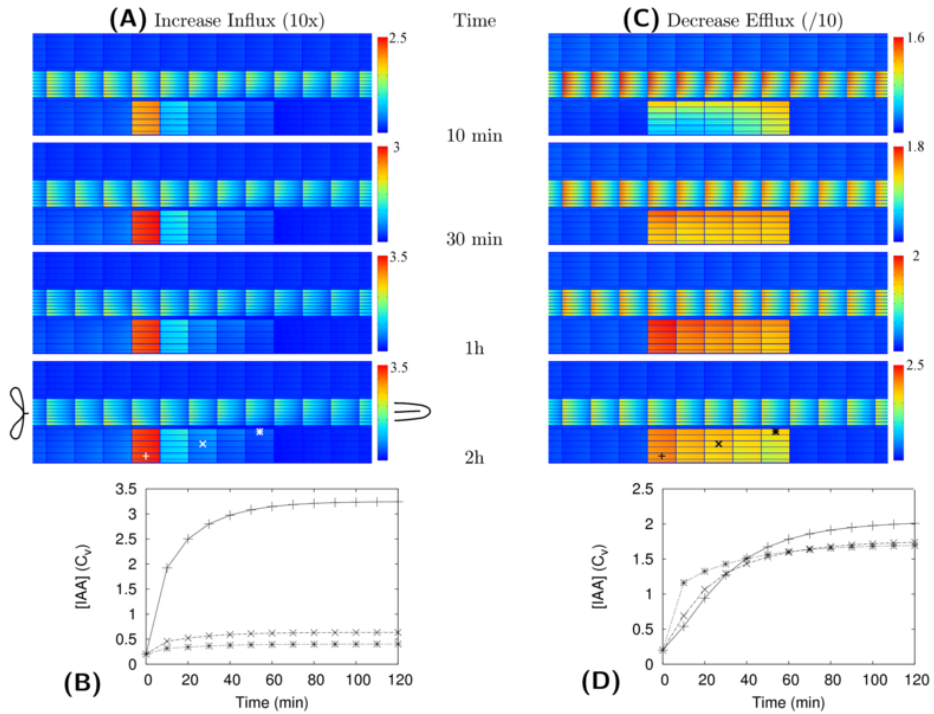 (A) Increase Influx (10x)
Time
(C) Decrease Efflux (/10)
2.5
10 min
1.6
3
30 min
1.8
3.5
1h
2
3.5
2h
2.5
[IAA] (Cv)
3.5
3
2.5
2
1.5
1
0.5
0
0 20 40 60 80 100 120
Time (min)
(B)
[IAA] (Cv)
2.5
2
1.5
1
0.5
0
0 20 40 60 80 100 120
Time (min)
(D)